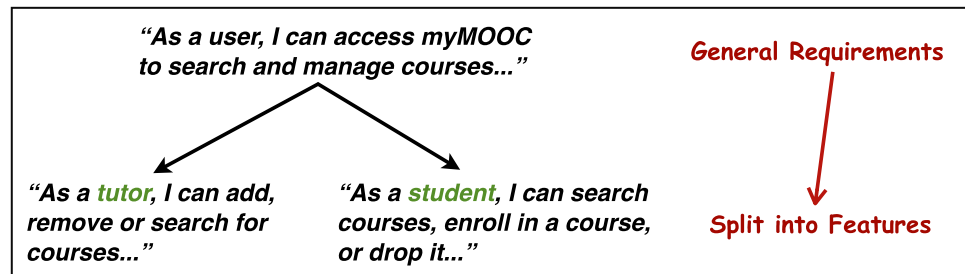 “As a user, I can access myMOOC
to search and manage courses...”
General Requirements
“As a tutor, I can add,
remove or search for
courses...”
“As a student, I can search
courses, enroll in a course,
or drop it...”
Split into Features